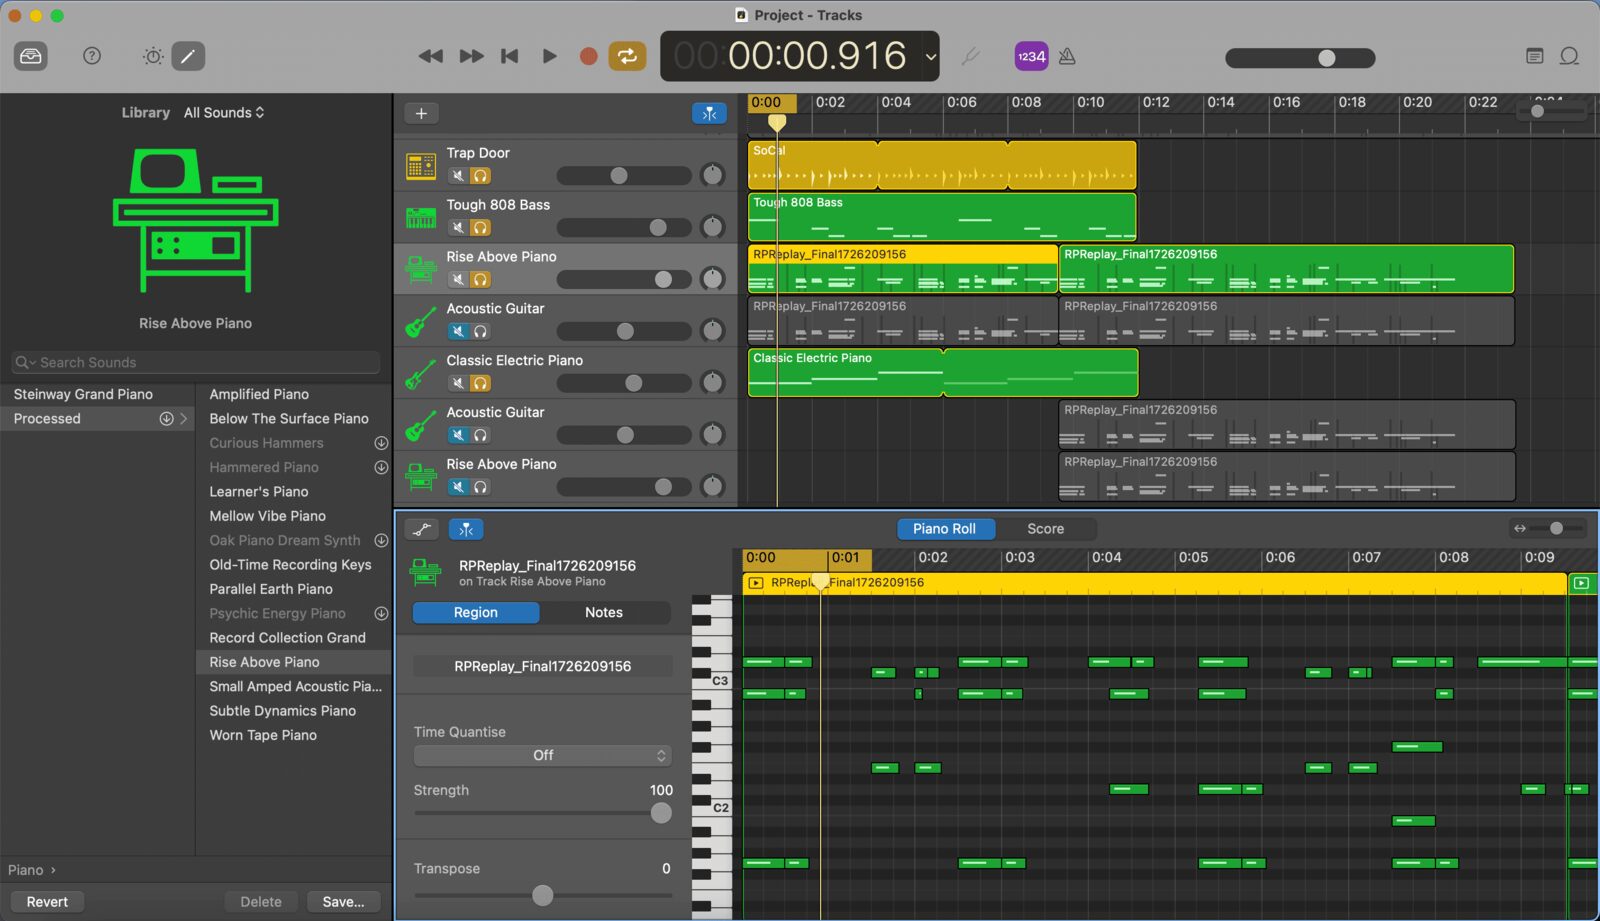 Project - Tracks
00:00:00.916
1234
Library All Sounds
Rise Above Piano
Search Sounds
Steinway Grand Piano
Processed
Amplified Piano
Below The Surface Piano
Curious Hammers
Hammered Piano
Learner's Piano
Mellow Vibe Piano
Oak Piano Dream Synth
Old-Time Recording Keys
Parallel Earth Piano
Psychic Energy Piano
Record Collection Grand
Rise Above Piano
Small Amped Acoustic Pia...
Subtle Dynamics Piano
Worn Tape Piano
Piano
Revert Delete Save...
0:00 0:02 0:04 0:06 0:08 0:10 0:12 0:14 0:16 0:18 0:20 0:22 0:24
Trap Door
Tough 808 Bass
Rise Above Piano
Acoustic Guitar
Classic Electric Piano
Acoustic Guitar
Rise Above Piano
SoCal
Tough 808 Bass
RPReplay_Final1726209156 RPReplay_Final1726209156
RPReplay_Final1726209156 RPReplay_Final1726209156
Classic Electric Piano
RPReplay_Final1726209156
RPReplay_Final1726209156
Piano Roll Score
RPReplay_Final1726209156
on Track Rise Above Piano
Region Notes
RPReplay_Final1726209156
Time Quantise
Off
Strength 100
Transpose 0
0:00 0:01 0:02 0:03 0:04 0:05 0:06 0:07 0:08 0:09
RPReplay_Final1726209156
C3
C2